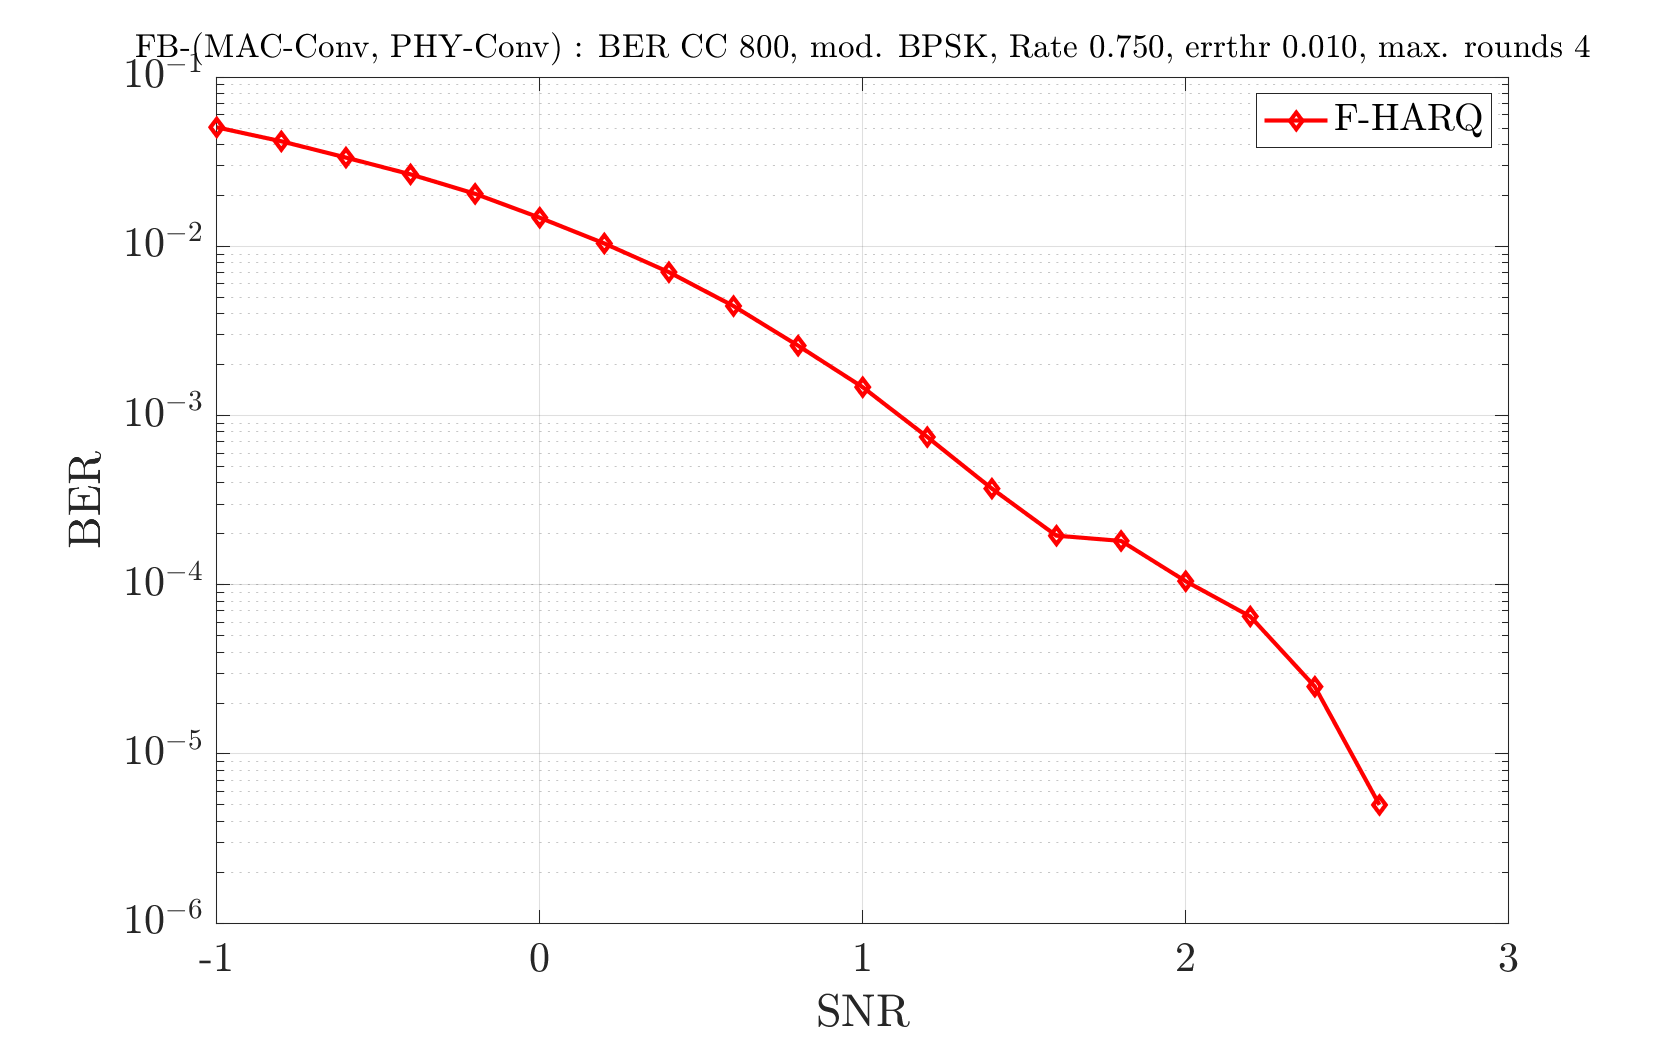 FB-(MAC-Conv, PHY-Conv) : BER CC 800, mod. BPSK, Rate 0.750, errthr 0.010, max. rounds 4
F-HARQ
10⁻¹
10⁻²
10⁻³
10⁻⁴
10⁻⁵
10⁻⁶
BER
-1 0 1 2 3
SNR